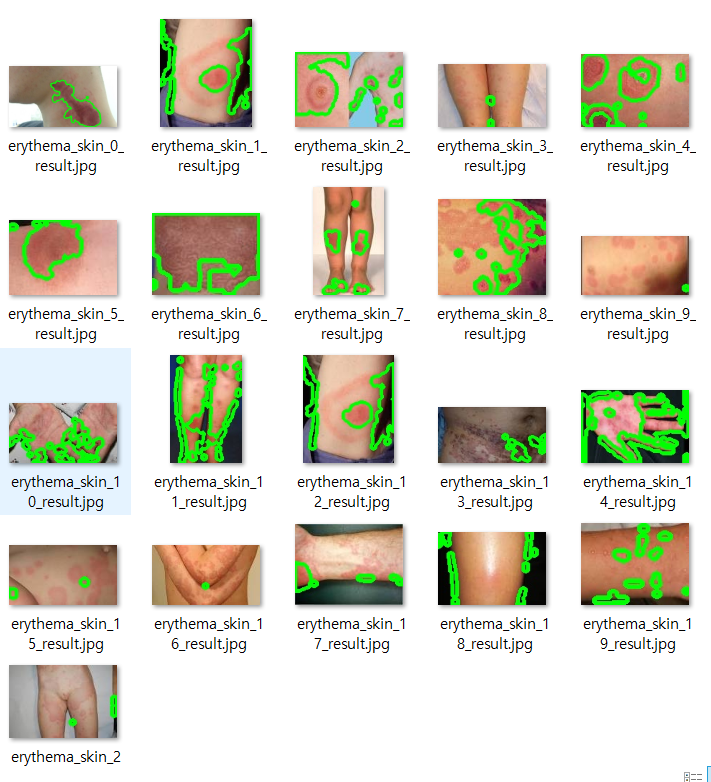 erythema_skin_0_
result.jpg
erythema_skin_1_
result.jpg
erythema_skin_2_
result.jpg
erythema_skin_3_
result.jpg
erythema_skin_4_
result.jpg
erythema_skin_5_
result.jpg
erythema_skin_6_
result.jpg
erythema_skin_7_
result.jpg
erythema_skin_8_
result.jpg
erythema_skin_9_
result.jpg
erythema_skin_1
0_result.jpg
erythema_skin_1
1_result.jpg
erythema_skin_1
2_result.jpg
erythema_skin_1
3_result.jpg
erythema_skin_1
4_result.jpg
erythema_skin_1
5_result.jpg
erythema_skin_1
6_result.jpg
erythema_skin_1
7_result.jpg
erythema_skin_1
8_result.jpg
erythema_skin_1
9_result.jpg
erythema_skin_2